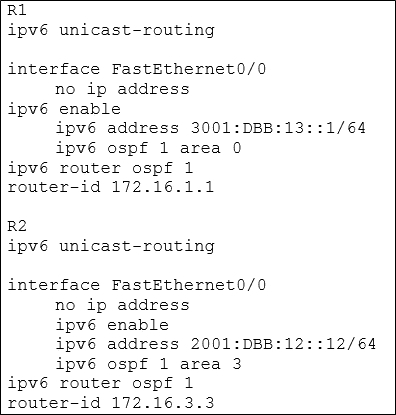 R1
ipv6 unicast-routing
interface FastEthernet0/0
no ip address
ipv6 enable
ipv6 address 3001:DBB:13::1/64
ipv6 ospf 1 area 0
ipv6 router ospf 1
router-id 172.16.1.1
R2
ipv6 unicast-routing
interface FastEthernet0/0
no ip address
ipv6 enable
ipv6 address 2001:DBB:12::12/64
ipv6 ospf 1 area 3
ipv6 router ospf 1
router-id 172.16.3.3